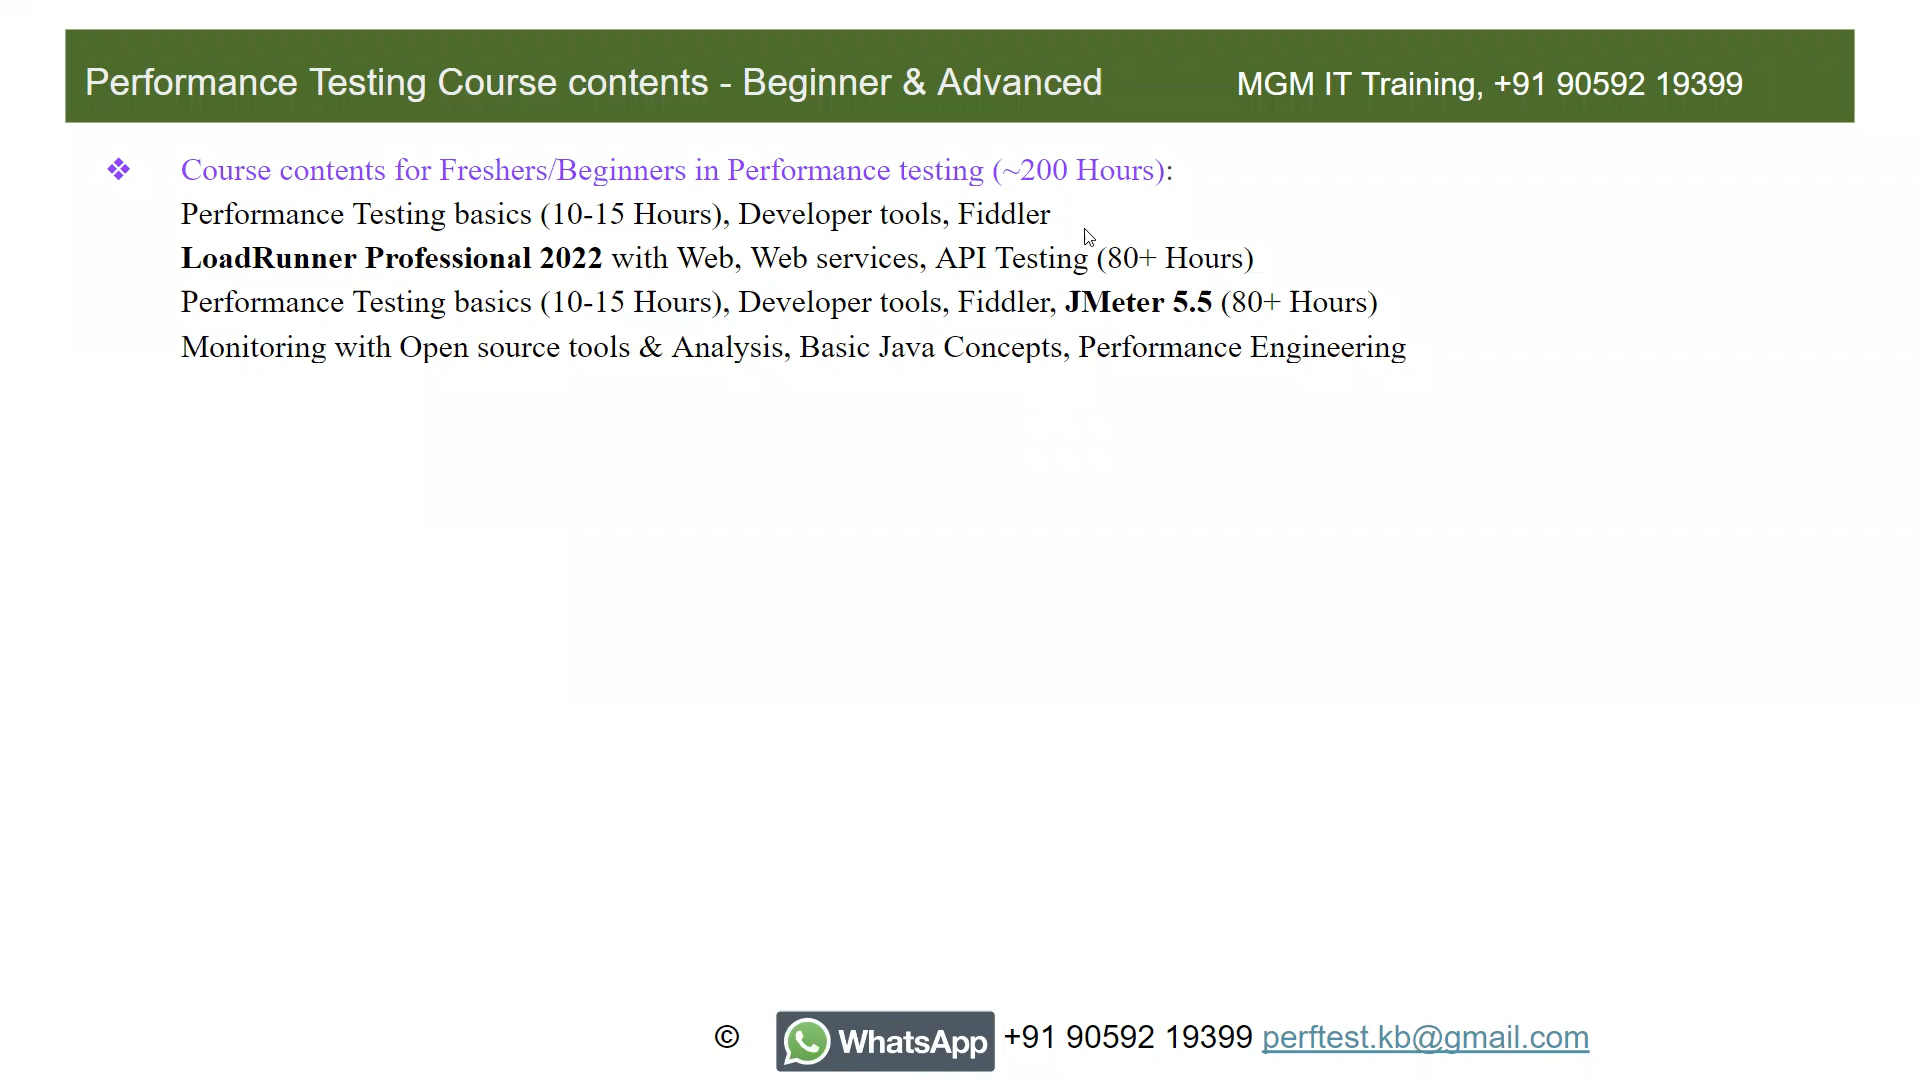 Performance Testing Course contents - Beginner & Advanced MGM IT Training, +91 90592 19399
❖ Course contents for Freshers/Beginners in Performance testing (~200 Hours):
Performance Testing basics (10-15 Hours), Developer tools, Fiddler
LoadRunner Professional 2022 with Web, Web services, API Testing (80+ Hours)
Performance Testing basics (10-15 Hours), Developer tools, Fiddler, JMeter 5.5 (80+ Hours)
Monitoring with Open source tools & Analysis, Basic Java Concepts, Performance Engineering
© WhatsApp +91 90592 19399 perftest.kb@gmail.com